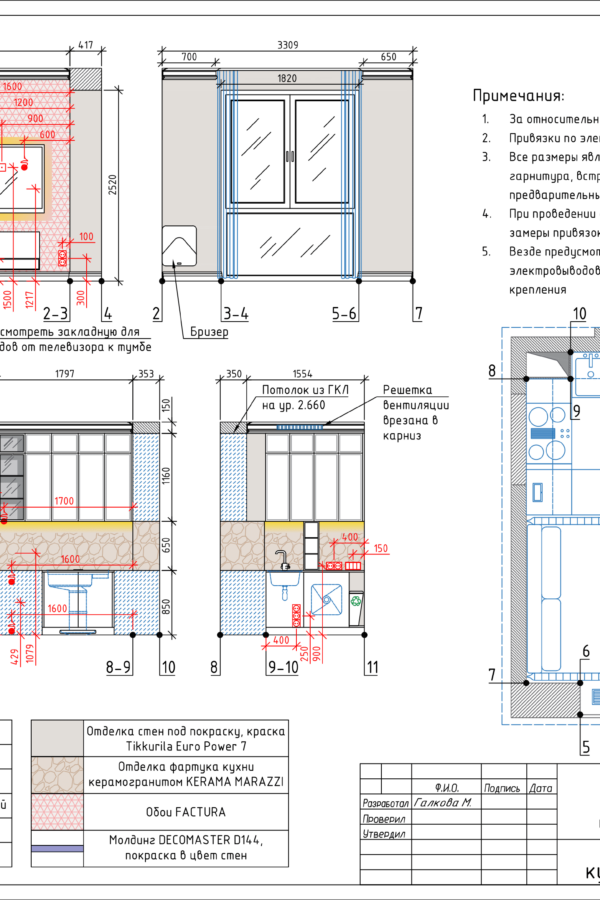 417
3309
700
650
1820
1600
1200
900
600
2520
100
300
1500
1217
2-3
4
2
3-4
5-6
7
Бризер
смотреть закладную для
дов от телевизора к тумбе
Примечания:
1. За относительн
2. Привязки по эле
3. Все размеры явл
гарнитура, встр
предварительны
4. При проведении
замеры привязок
5. Везде предусмот
электровыводов
крепления
1797
353
350
1554
Потолок из ГКЛ
на ур. 2.660
Решетка
вентиляции
врезана в
карниз
150
1160
650
850
1700
1600
1600
429
1079
8-9
10
400
150
400
250
900
8
9-10
11
10
8
9
7
6
5
Отделка стен под покраску, краска
Tikkurila Euro Power 7
Отделка фартука кухни
керамогранитом KERAMA MARAZZI
Обои FACTURA
Молдинг DECOMASTER D144,
покраска в цвет стен
й
Ф.И.О. Подпись Дата
Разработал Галкова М.
Проверил
Утвердил
КУ